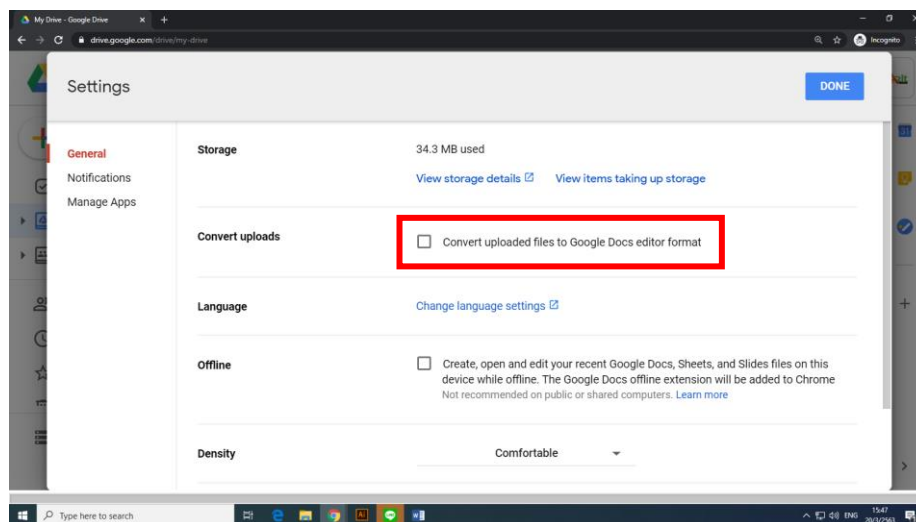 My Drive - Google Drive
drive.google.com/drive/my-drive
Incognito
Settings
DONE
General
Notifications
Manage Apps
Storage
34.3 MB used
View storage details
View items taking up storage
Convert uploads
Convert uploaded files to Google Docs editor format
Language
Change language settings
Offline
Create, open and edit your recent Google Docs, Sheets, and Slides files on this
device while offline. The Google Docs offline extension will be added to Chrome
Not recommended on public or shared computers. Learn more
Density
Comfortable
Type here to search
Ai
ENG
15:47
20/3/2563